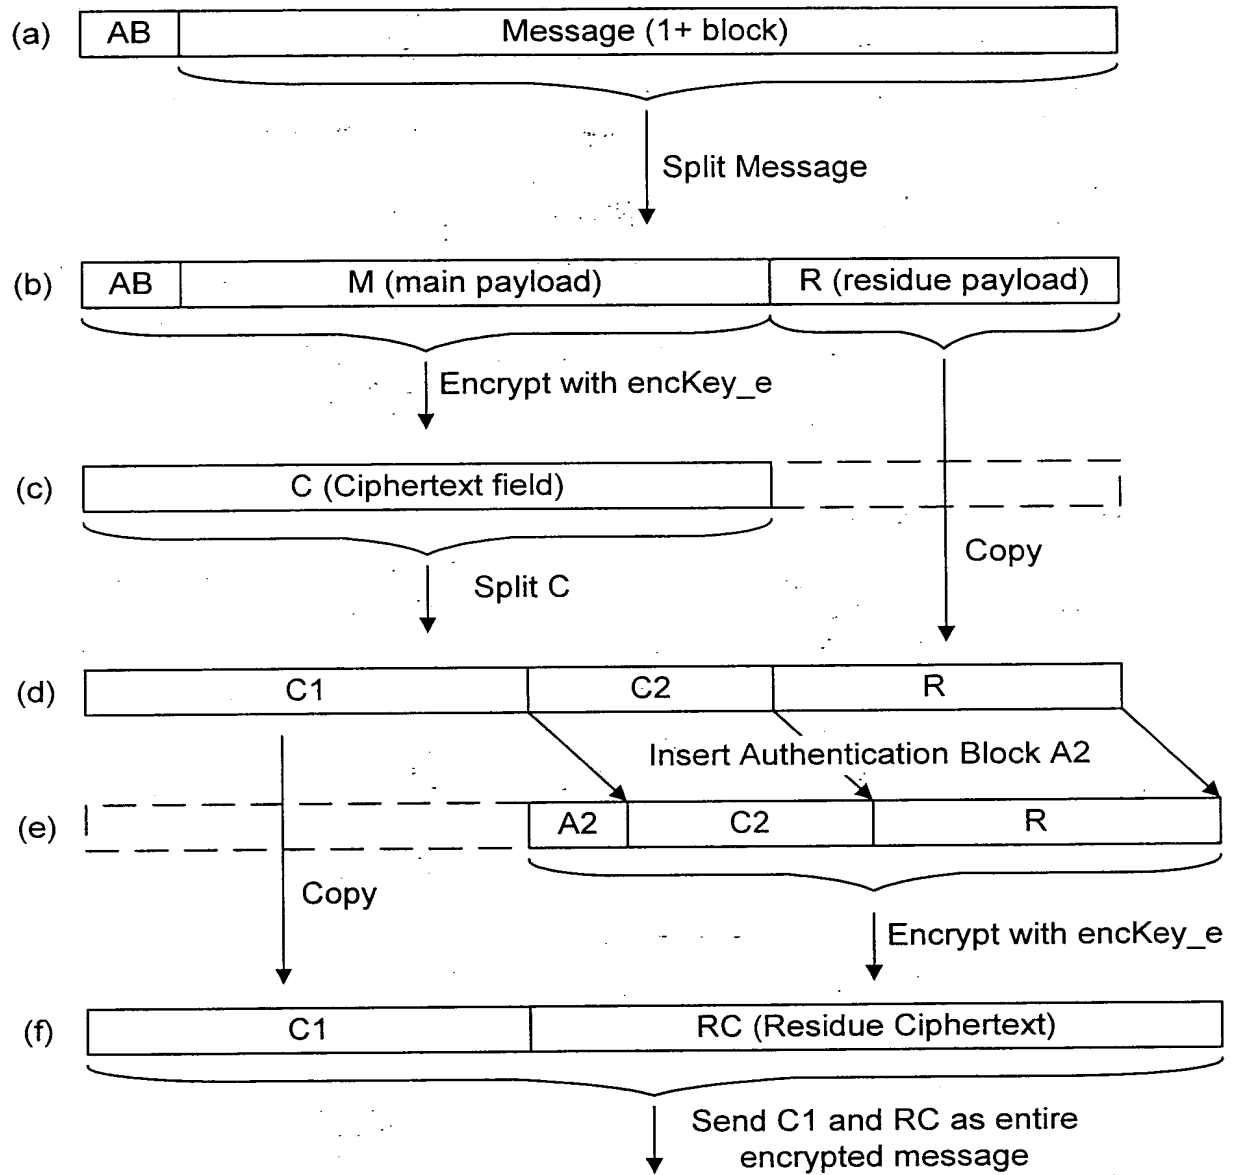 (a) AB Message (1+ block)
Split Message
(b) AB M (main payload) R (residue payload)
Encrypt with encKey_e
(c) C (Ciphertext field)
Copy
Split C
(d) C1 C2 R
Insert Authentication Block A2
(e) A2 C2 R
Copy
Encrypt with encKey_e
(f) C1 RC (Residue Ciphertext)
Send C1 and RC as entire
encrypted message